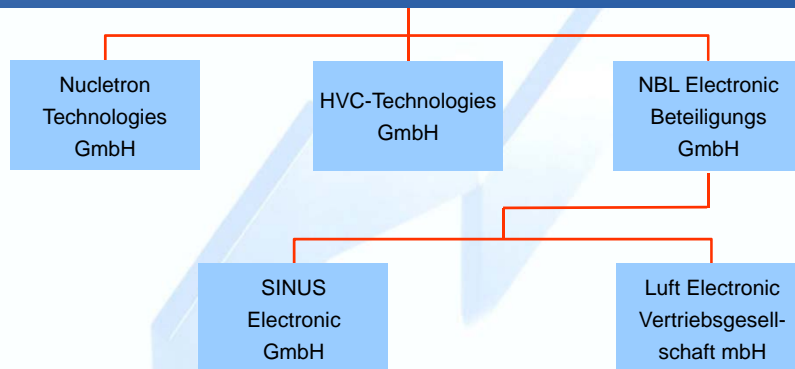 Nucletron
Technologies
GmbH
HVC-Technologies
GmbH
NBL Electronic
Beteiligungs
GmbH
SINUS
Electronic
GmbH
Luft Electronic
Vertriebsgesell-
schaft mbH